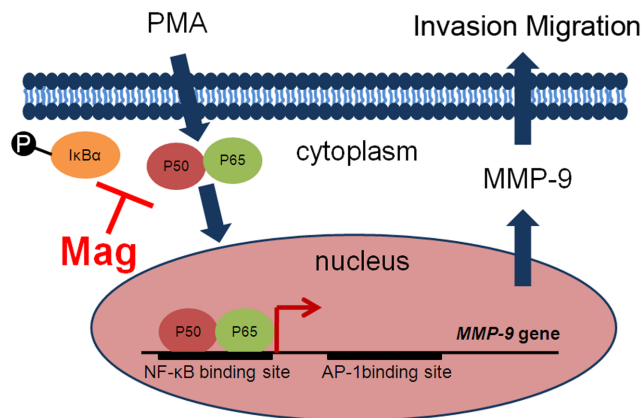 PMA
Invasion Migration
P
IκBα
P50
P65
cytoplasm
MMP-9
Mag
nucleus
P50
P65
MMP-9 gene
NF-κB binding site
AP-1binding site